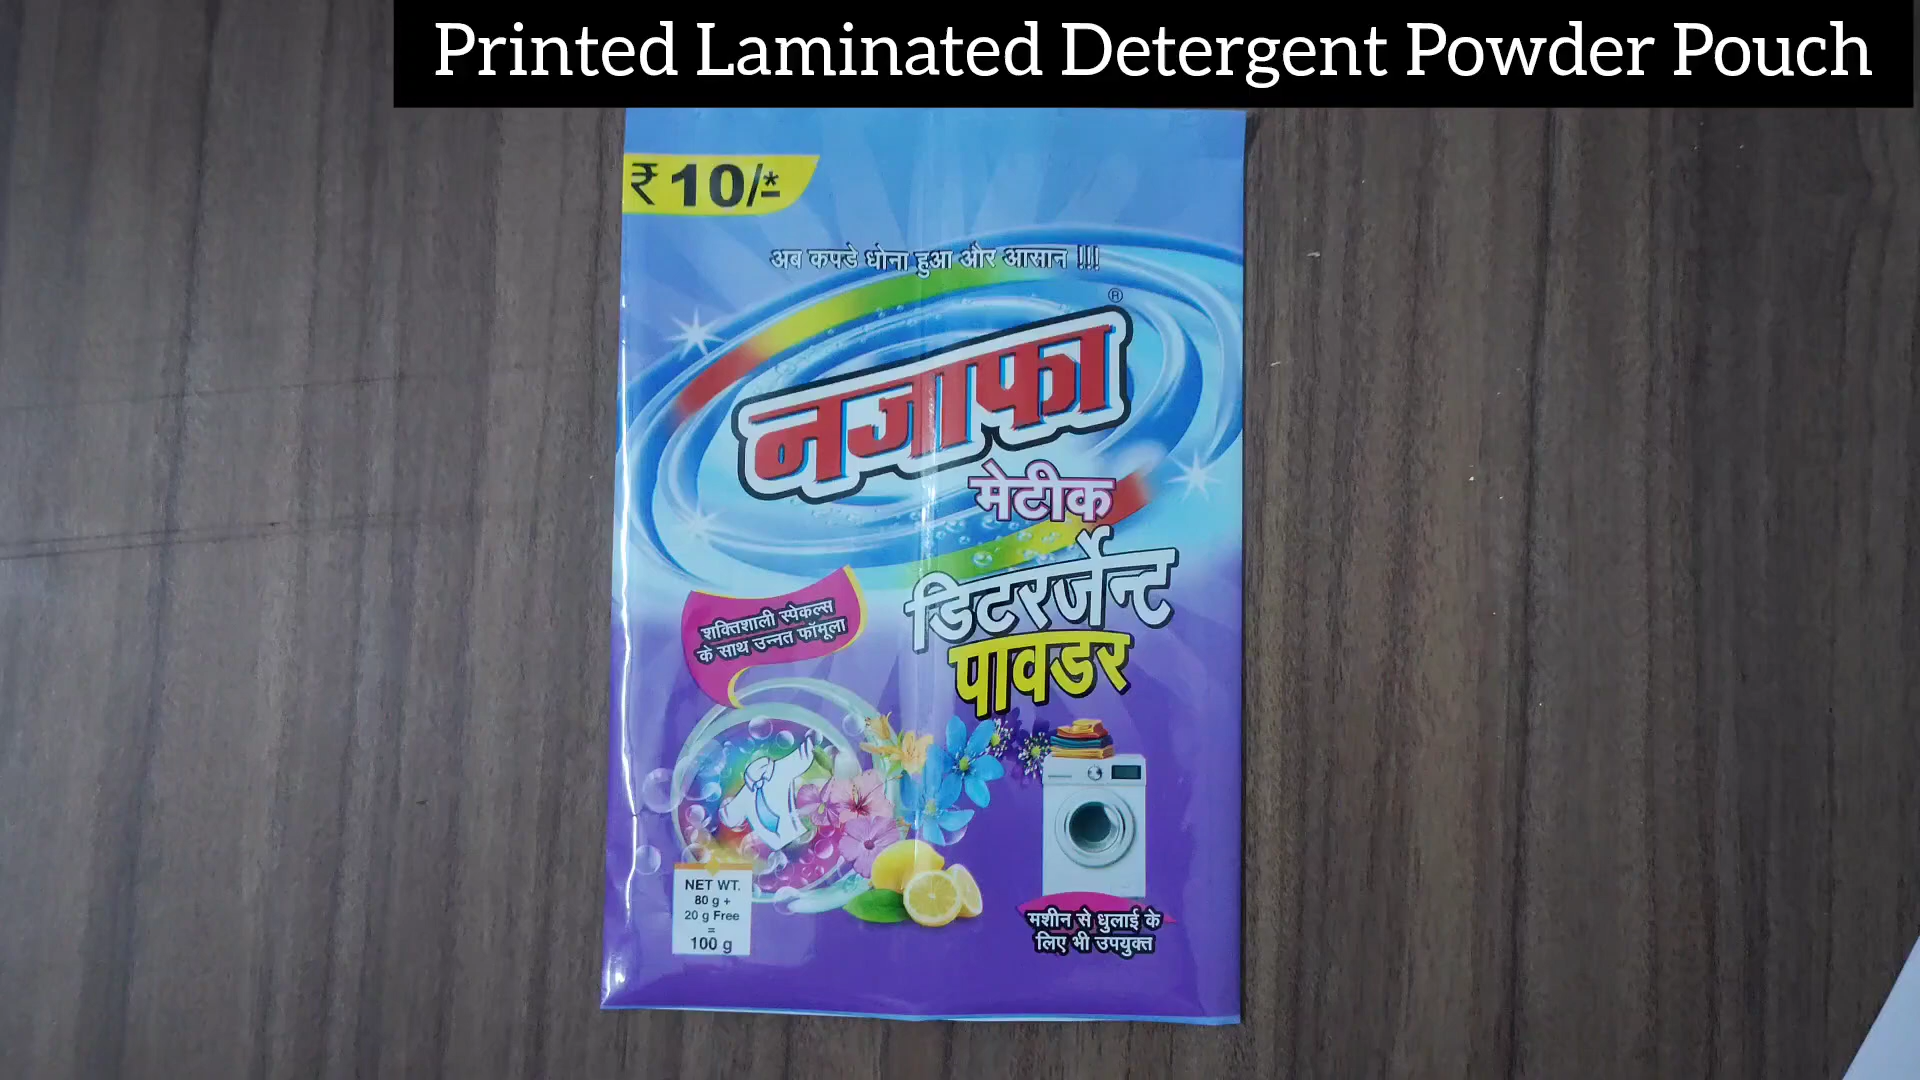 Printed Laminated Detergent Powder Pouch
₹ 10/-*
अब कपडे धोना हुआ और आसान !!!
®
नजाफा
मेटीक
डिटरर्जेन्ट
पावडर
शक्तिशाली स्पेकल्स
के साथ उन्नत फॉमूला
NET WT.
80 g +
20 g Free
=
100 g
मशीन से धुलाई के
लिए भी उपयुक्त